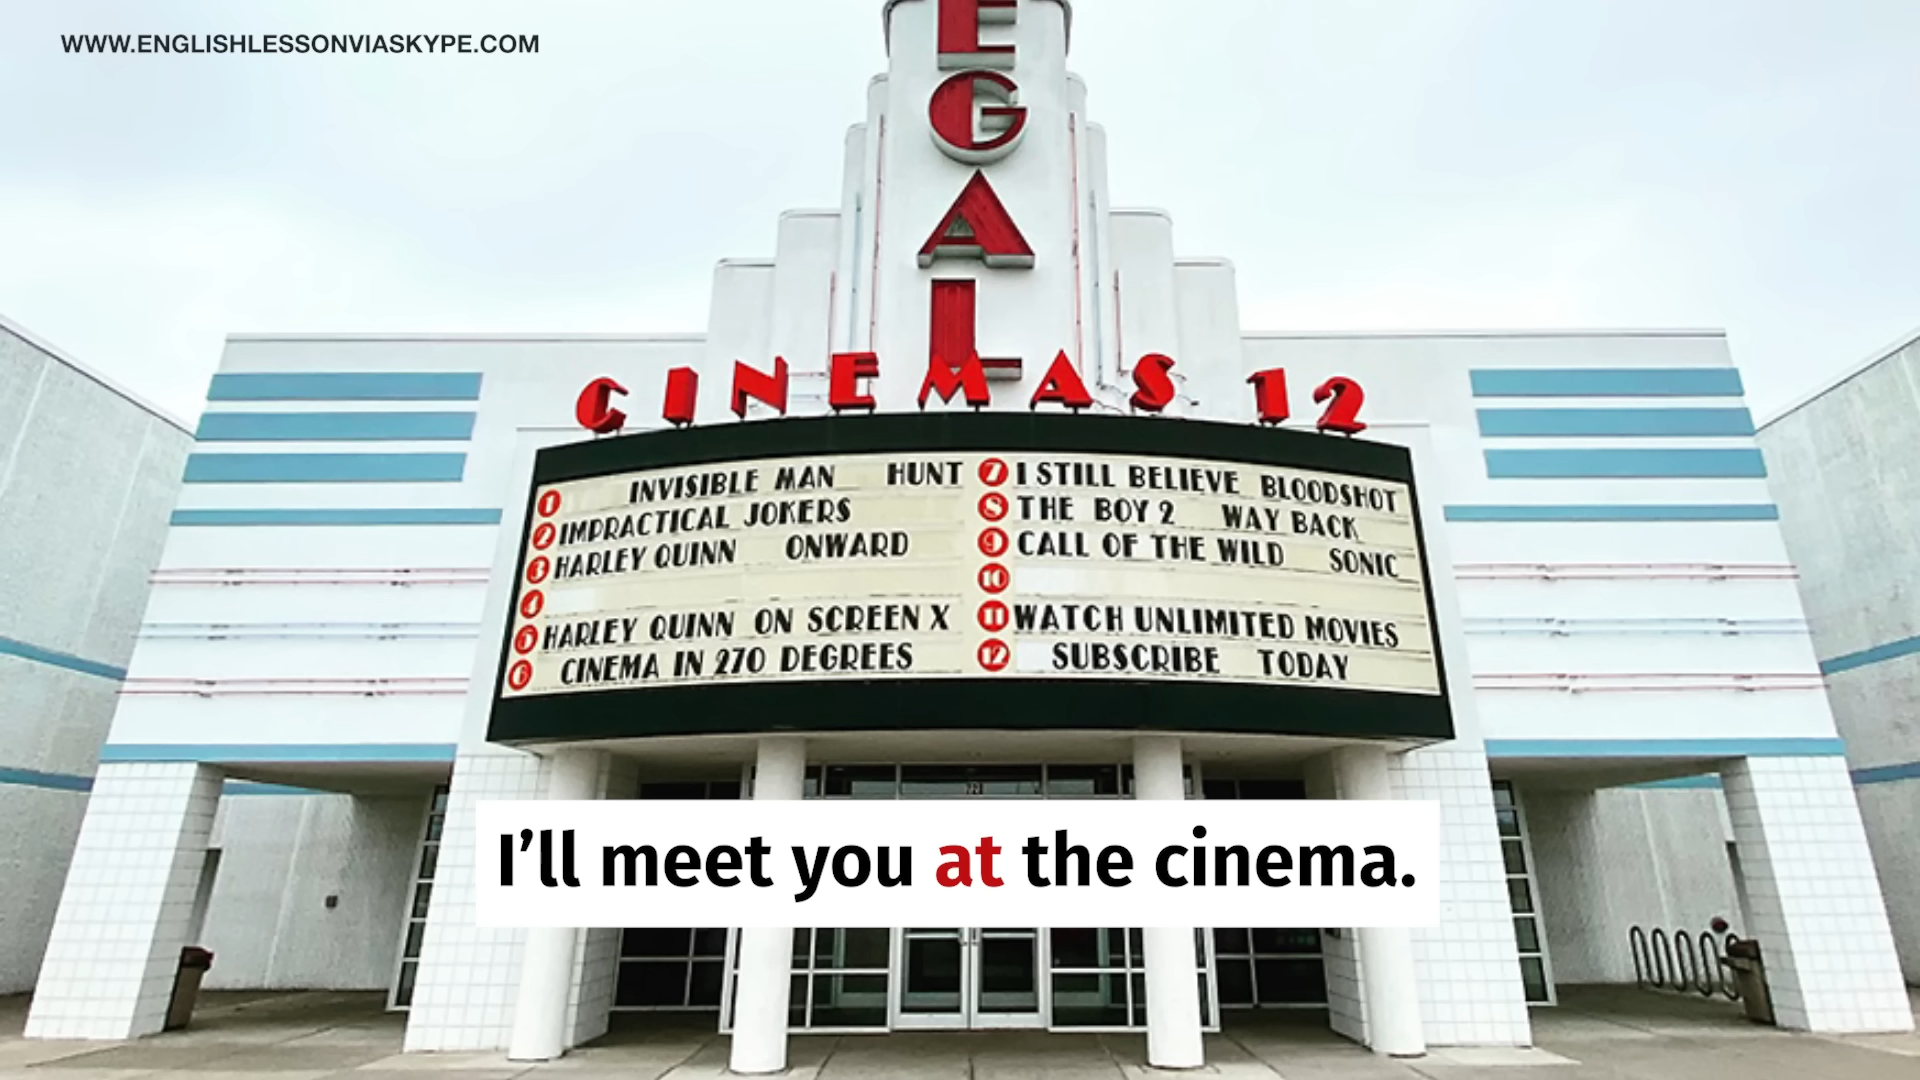 WWW.ENGLISHLESSONVIASKYPE.COM
EGAL
CINEMAS 12
1 INVISIBLE MAN HUNT
2 IMPRACTICAL JOKERS
3 HARLEY QUINN ONWARD
4
5 HARLEY QUINN ON SCREEN X
6 CINEMA IN 270 DEGREES
7 I STILL BELIEVE BLOODSHOT
8 THE BOY 2 WAY BACK
9 CALL OF THE WILD SONIC
10
11 WATCH UNLIMITED MOVIES
12 SUBSCRIBE TODAY
I’ll meet you at the cinema.